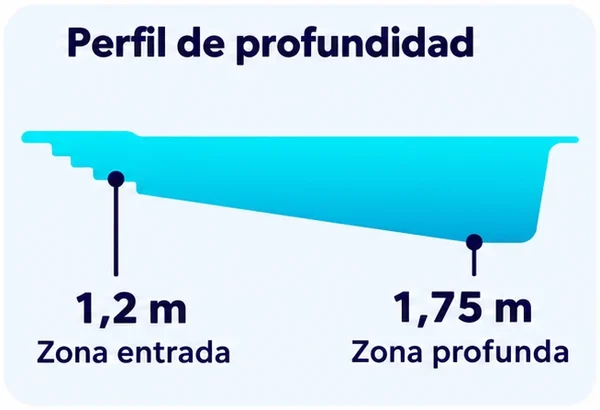 Perfil de profundidad
1,2 m
Zona entrada
1,75 m
Zona profunda